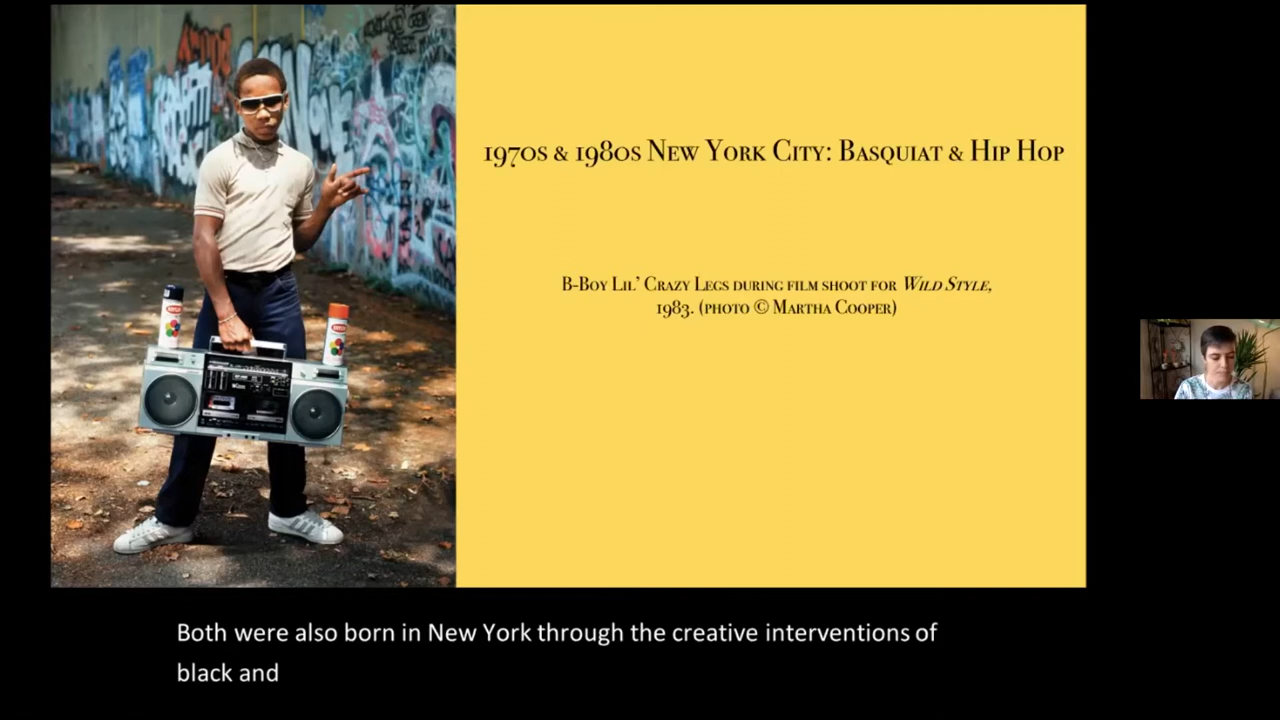 1970s & 1980s New York City: Basquiat & Hip Hop
B-Boy Lil' Crazy Legs during film shoot for Wild Style,
1983. (photo © Martha Cooper)
Both were also born in New York through the creative interventions of
black and